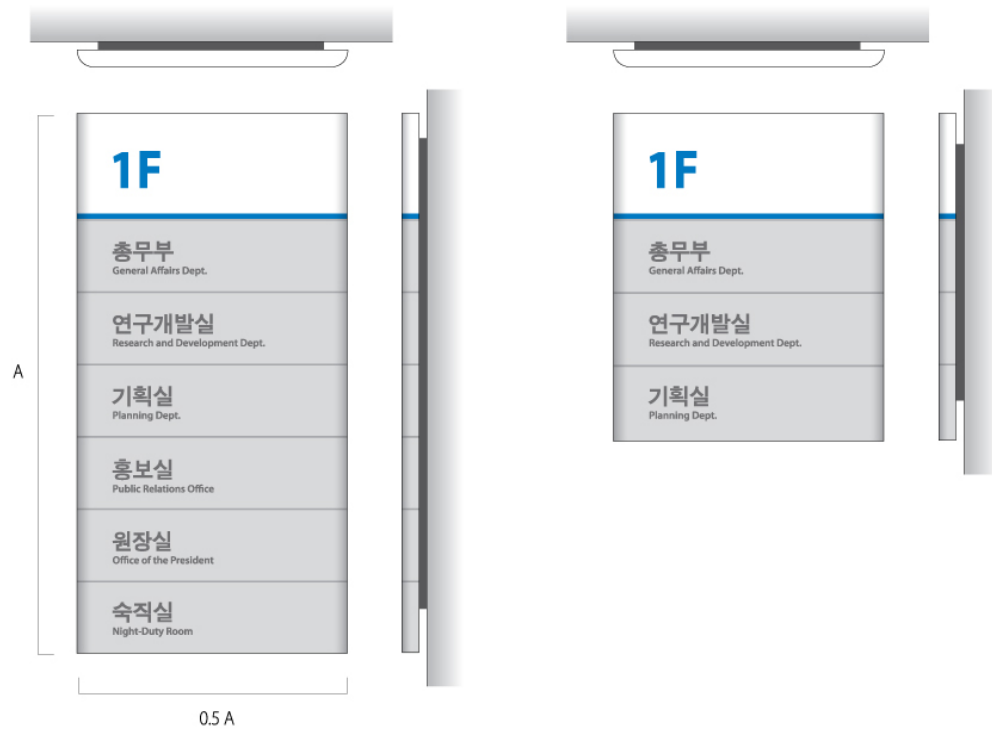 1F
총무부
General Affairs Dept.
연구개발실
Research and Development Dept.
기획실
Planning Dept.
홍보실
Public Relations Office
원장실
Office of the President
숙직실
Night-Duty Room
A
0.5 A
1F
총무부
General Affairs Dept.
연구개발실
Research and Development Dept.
기획실
Planning Dept.